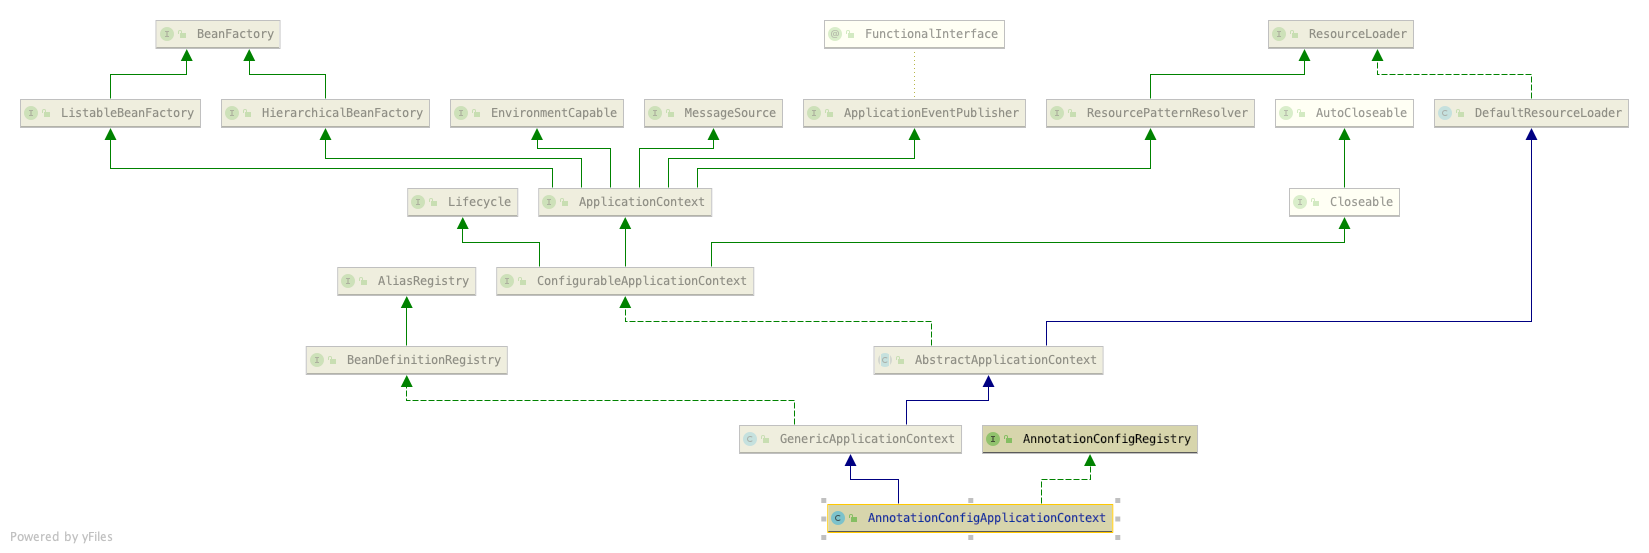 BeanFactory
FunctionalInterface
ResourceLoader
ListableBeanFactory
HierarchicalBeanFactory
EnvironmentCapable
MessageSource
ApplicationEventPublisher
ResourcePatternResolver
AutoCloseable
DefaultResourceLoader
Lifecycle
ApplicationContext
Closeable
AliasRegistry
ConfigurableApplicationContext
BeanDefinitionRegistry
AbstractApplicationContext
GenericApplicationContext
AnnotationConfigRegistry
AnnotationConfigApplicationContext
Powered by yFiles